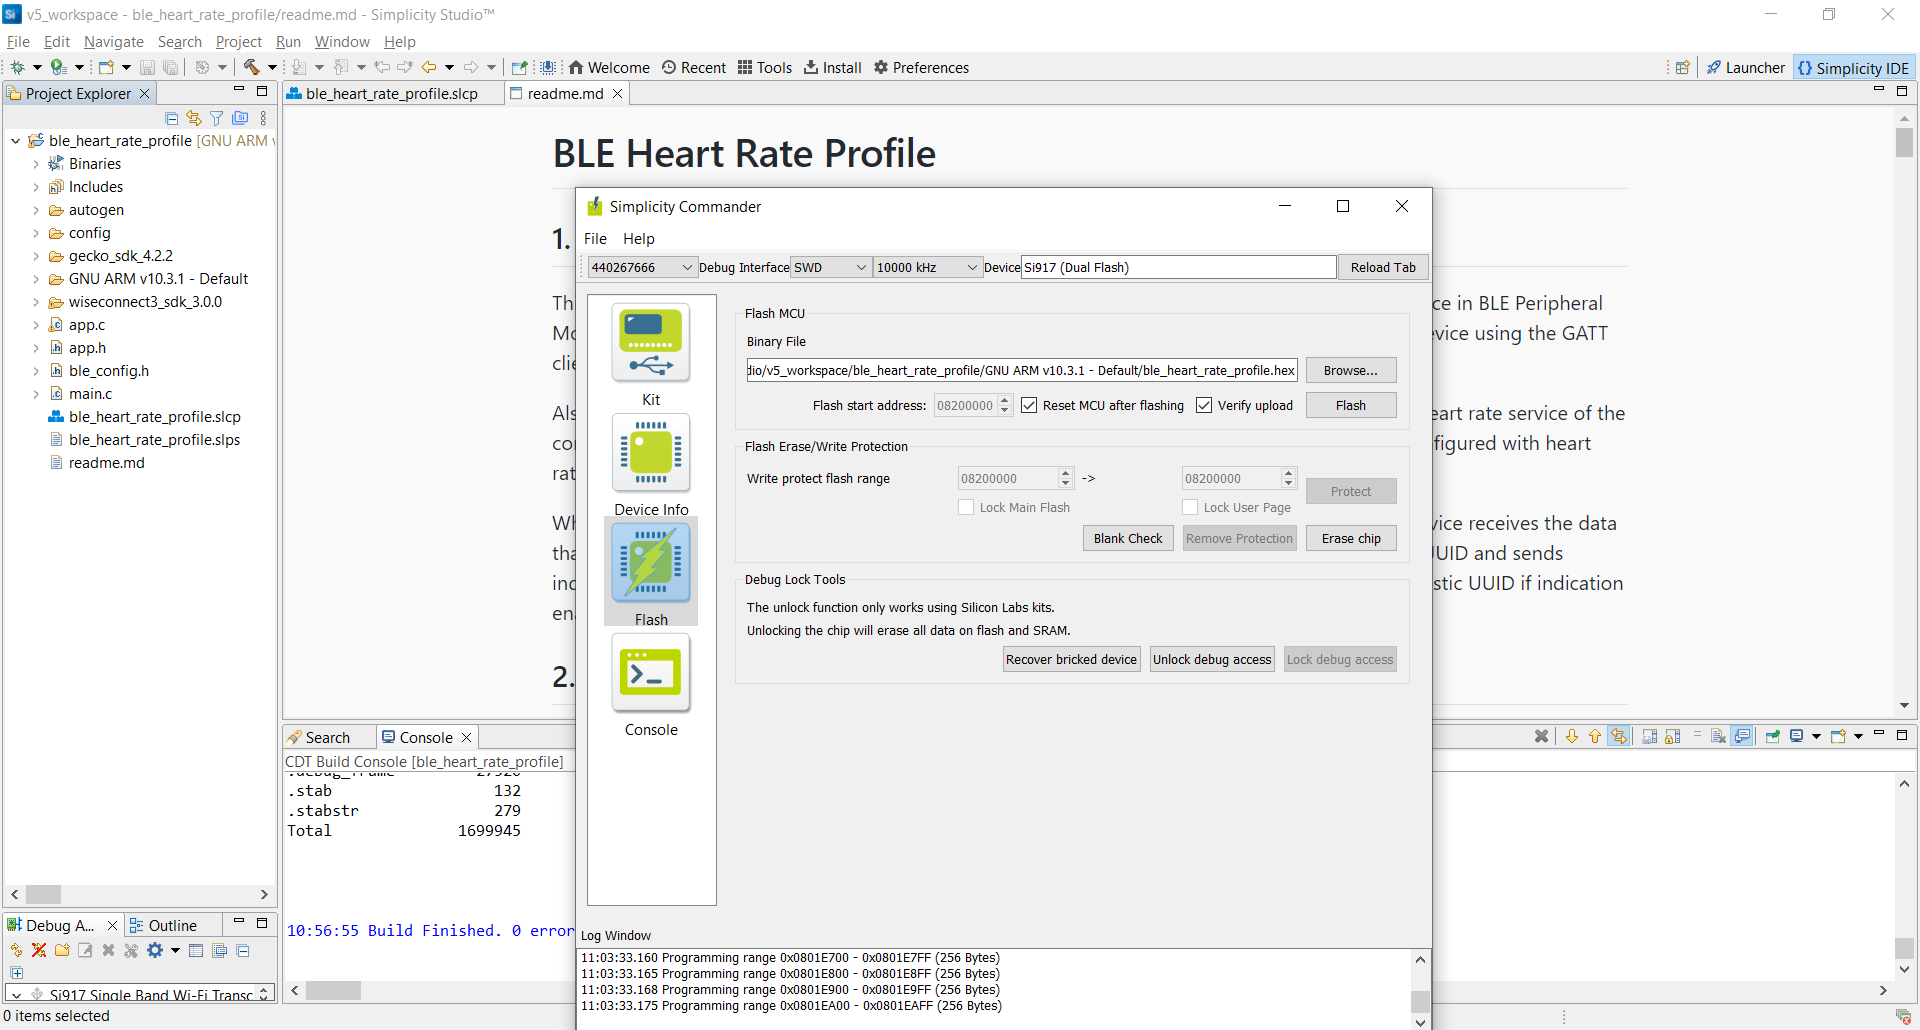 v5_workspace - ble_heart_rate_profile/readme.md - Simplicity Studio™
File Edit Navigate Search Project Run Window Help
Welcome Recent Tools Install Preferences Launcher {} Simplicity IDE
Project Explorer
ble_heart_rate_profile.slcp readme.md
ble_heart_rate_profile [GNU ARM v
Binaries
Includes
autogen
config
gecko_sdk_4.2.2
GNU ARM v10.3.1 - Default
wiseconnect3_sdk_3.0.0
app.c
app.h
ble_config.h
main.c
ble_heart_rate_profile.slcp
ble_heart_rate_profile.slps
readme.md
BLE Heart Rate Profile
1.
Th
ce in BLE Peripheral
Mo
evice using the GATT
clie
Als
eart rate service of the
co
figured with heart
rat
Wh
vice receives the data
tha
UUID and sends
inc
stic UUID if indication
en
2.
Simplicity Commander
File Help
440267666 Debug Interface SWD 10000 kHz Device Si917 (Dual Flash) Reload Tab
Kit
Device Info
Flash
Console
Flash MCU
Binary File
dio/v5_workspace/ble_heart_rate_profile/GNU ARM v10.3.1 - Default/ble_heart_rate_profile.hex Browse...
Flash start address: 08200000 Reset MCU after flashing Verify upload Flash
Flash Erase/Write Protection
Write protect flash range 08200000 -> 08200000 Protect
Lock Main Flash Lock User Page
Blank Check Remove Protection Erase chip
Debug Lock Tools
The unlock function only works using Silicon Labs kits.
Unlocking the chip will erase all data on flash and SRAM.
Recover bricked device Unlock debug access Lock debug access
Log Window
11:03:33.160 Programming range 0x0801E700 - 0x0801E7FF (256 Bytes)
11:03:33.165 Programming range 0x0801E800 - 0x0801E8FF (256 Bytes)
11:03:33.168 Programming range 0x0801E900 - 0x0801E9FF (256 Bytes)
11:03:33.175 Programming range 0x0801EA00 - 0x0801EAFF (256 Bytes)
Search Console
CDT Build Console [ble_heart_rate_profile]
.debug_frame 27920
.stab 132
.stabstr 279
Total 1699945
10:56:55 Build Finished. 0 error
Debug A... Outline
Si917 Single Band Wi-Fi Transc
0 items selected